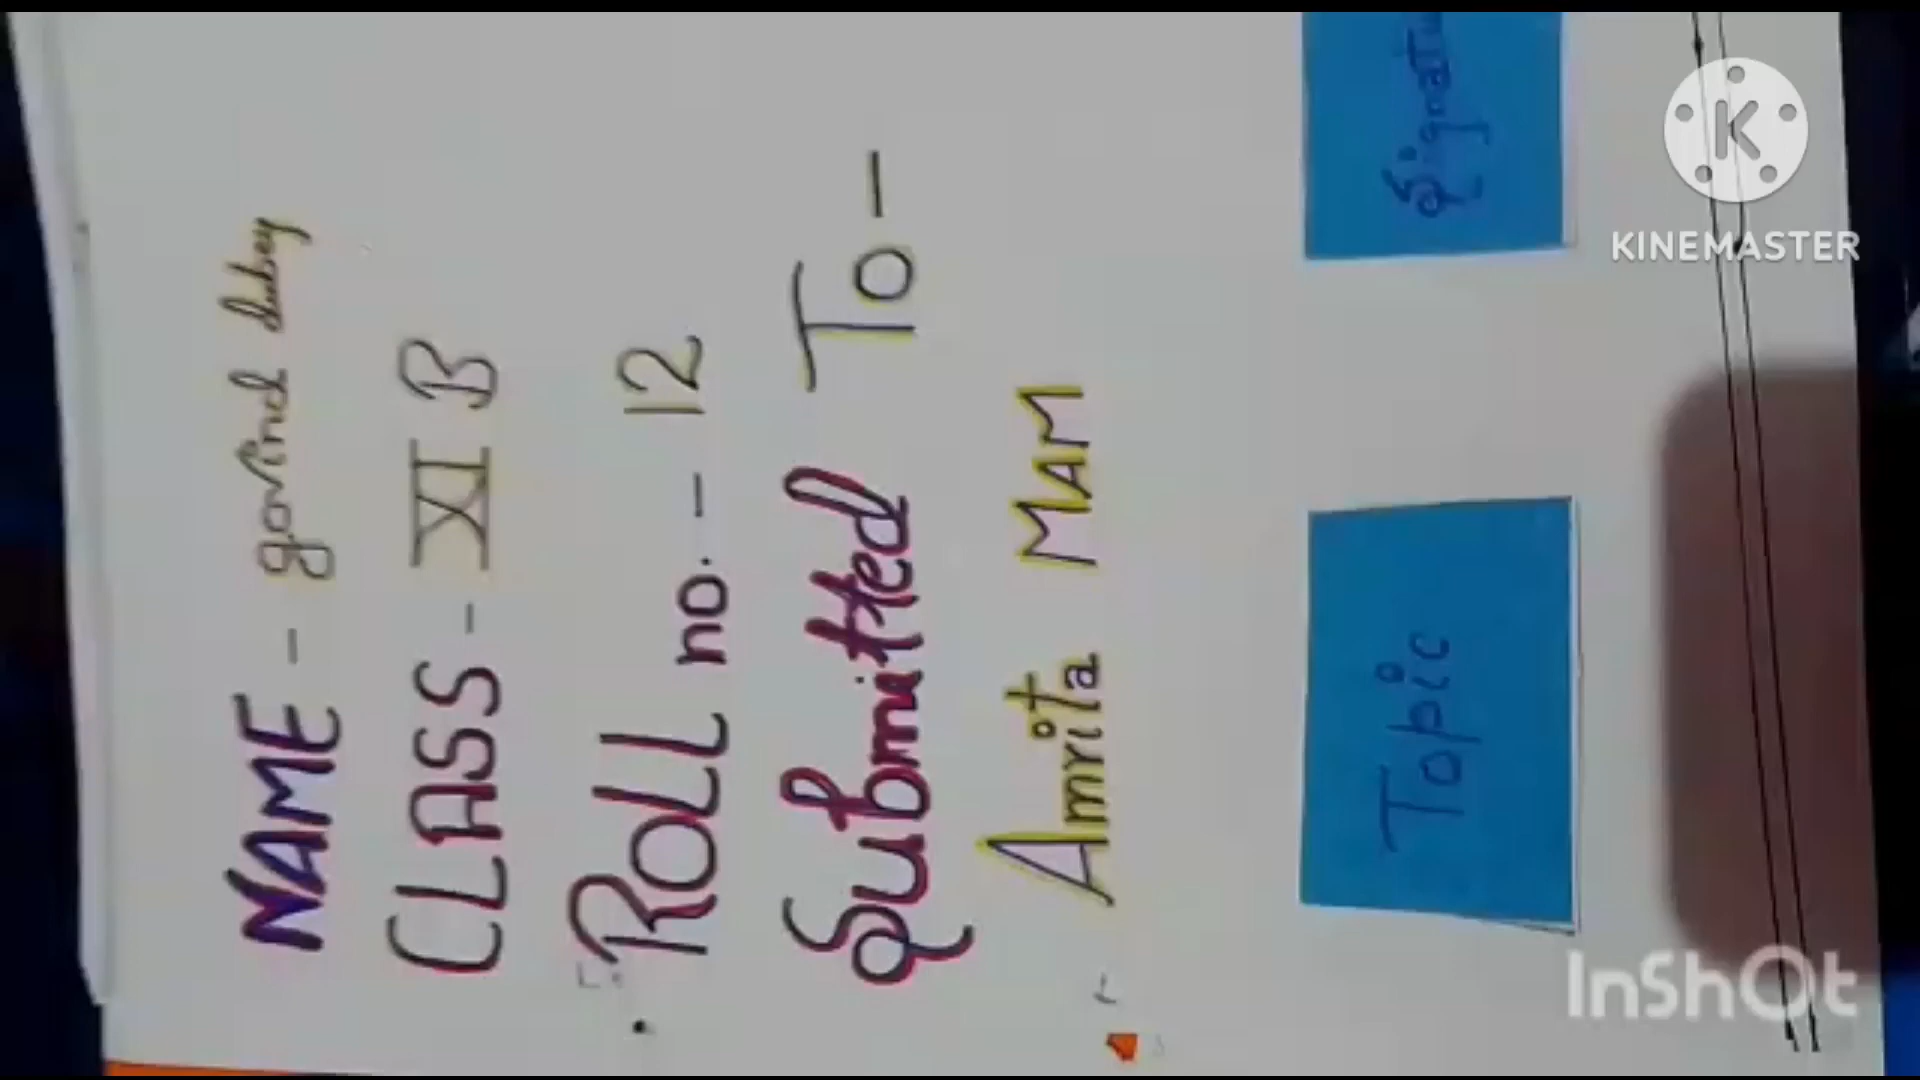 NAME - govind dubey
CLASS - XI B
ROLL no. - 12
Submitted To -
Amrita MAM
Topic
K
KINEMASTER
InShOt